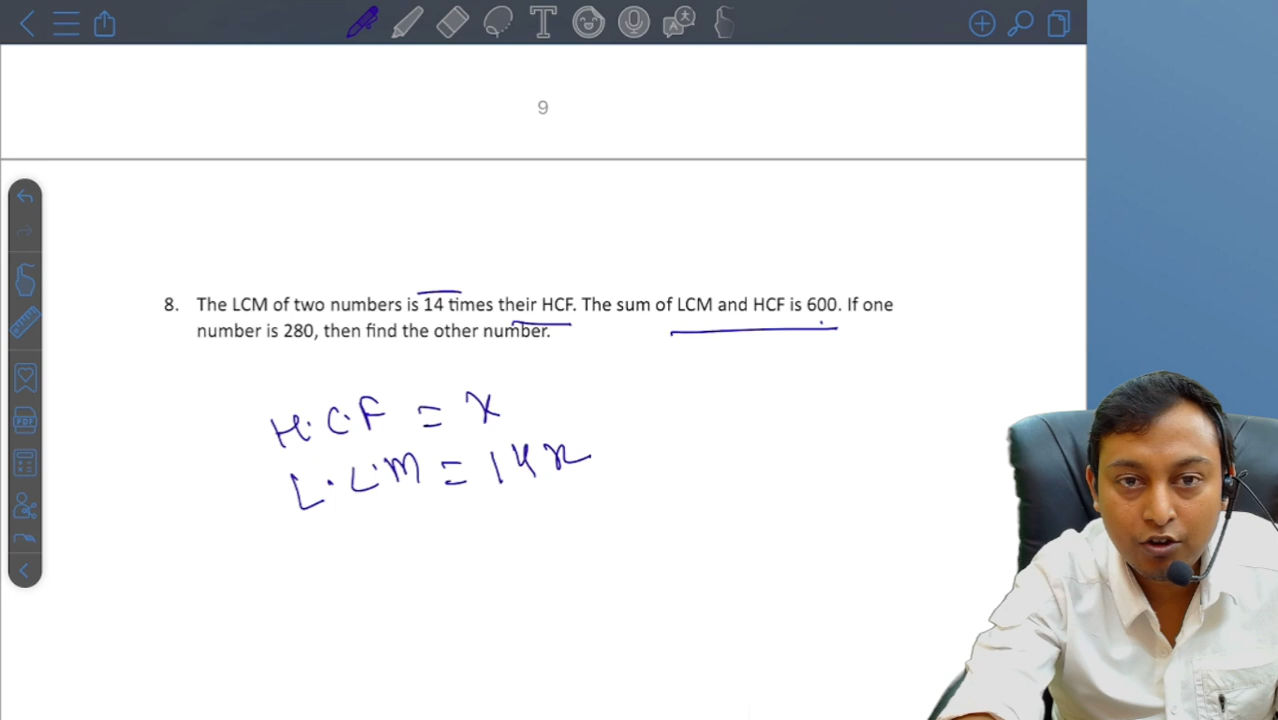 9
8. The LCM of two numbers is 14 times their HCF. The sum of LCM and HCF is 600. If one
number is 280, then find the other number.
H.C.F = x
L.C.M = 14x